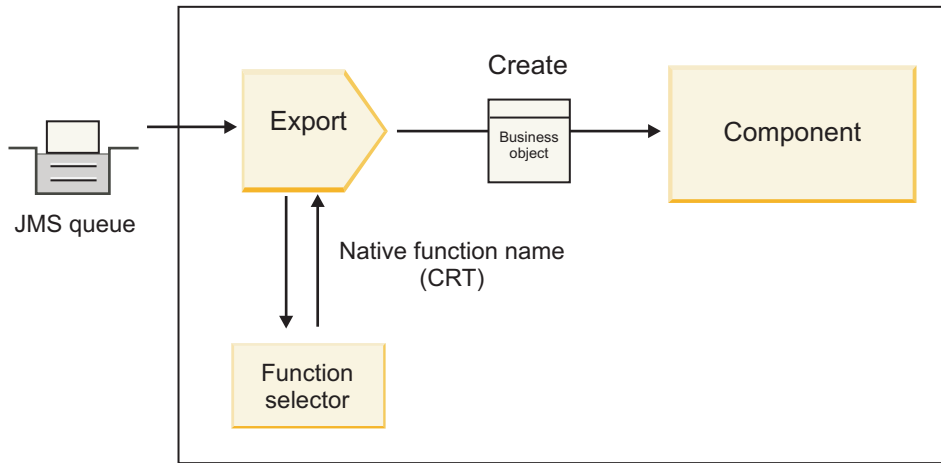 Create
Export
Business
object
Component
JMS queue
Native function name
(CRT)
Function
selector